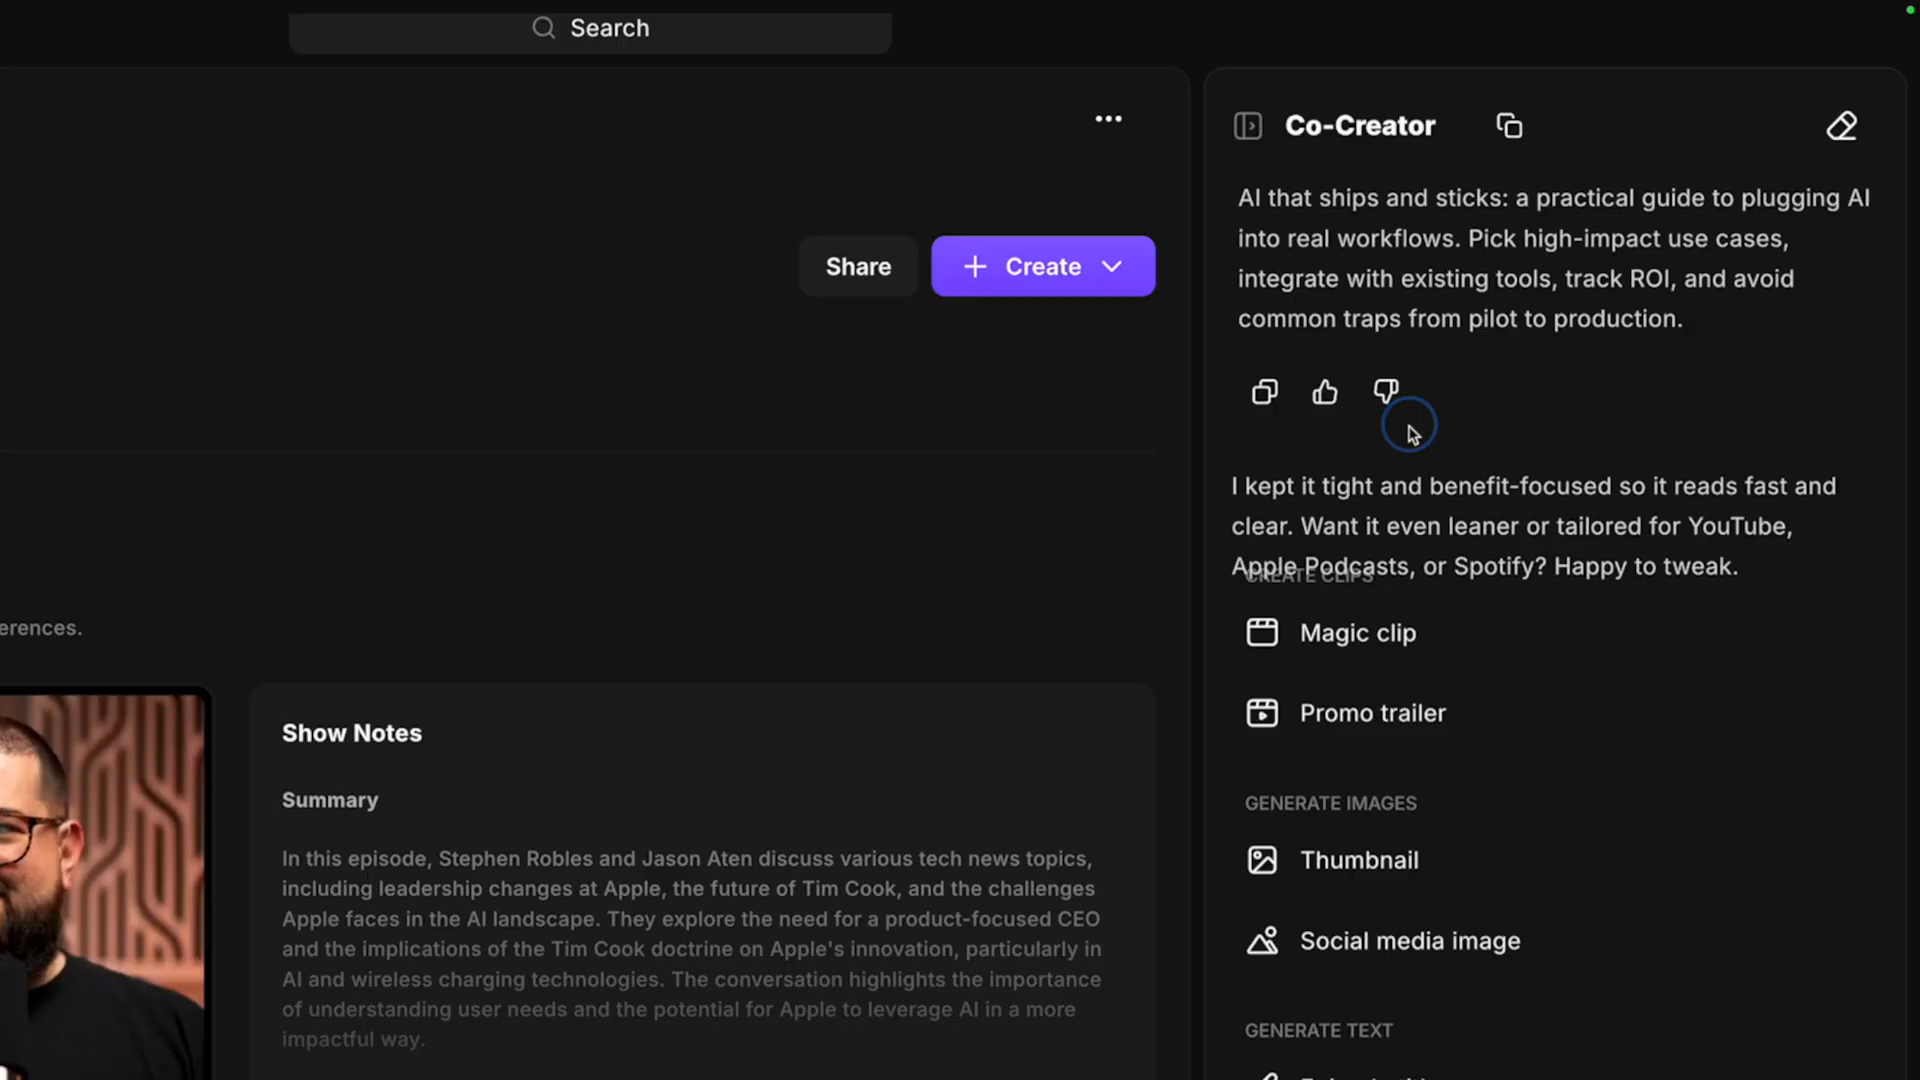 Search
Share
Create
erences.
Show Notes
Summary
In this episode, Stephen Robles and Jason Aten discuss various tech news topics,
including leadership changes at Apple, the future of Tim Cook, and the challenges
Apple faces in the AI landscape. They explore the need for a product-focused CEO
and the implications of the Tim Cook doctrine on Apple's innovation, particularly in
AI and wireless charging technologies. The conversation highlights the importance
of understanding user needs and the potential for Apple to leverage AI in a more
impactful way.
Co-Creator
AI that ships and sticks: a practical guide to plugging AI
into real workflows. Pick high-impact use cases,
integrate with existing tools, track ROI, and avoid
common traps from pilot to production.
I kept it tight and benefit-focused so it reads fast and
clear. Want it even leaner or tailored for YouTube,
Apple Podcasts, or Spotify? Happy to tweak.
CREATE CLIPS
Magic clip
Promo trailer
GENERATE IMAGES
Thumbnail
Social media image
GENERATE TEXT